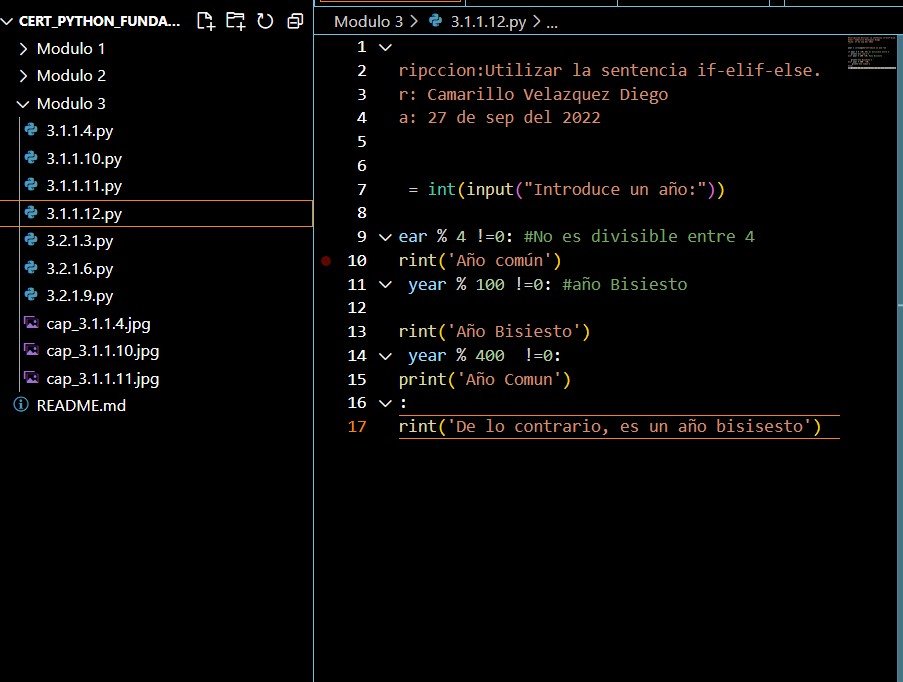 CERT_PYTHON_FUNDA...
Modulo 1
Modulo 2
Modulo 3
3.1.1.4.py
3.1.1.10.py
3.1.1.11.py
3.1.1.12.py
3.2.1.3.py
3.2.1.6.py
3.2.1.9.py
cap_3.1.1.4.jpg
cap_3.1.1.10.jpg
cap_3.1.1.11.jpg
README.md
Modulo 3 > 3.1.1.12.py > ...
1
2 ripccion:Utilizar la sentencia if-elif-else.
3 r: Camarillo Velazquez Diego
4 a: 27 de sep del 2022
5
6
7 = int(input("Introduce un año:"))
8
9 ear % 4 !=0: #No es divisible entre 4
10 rint('Año común')
11 year % 100 !=0: #año Bisiesto
12
13 rint('Año Bisiesto')
14 year % 400  !=0:
15 print('Año Comun')
16 :
17 rint('De lo contrario, es un año bisisesto')